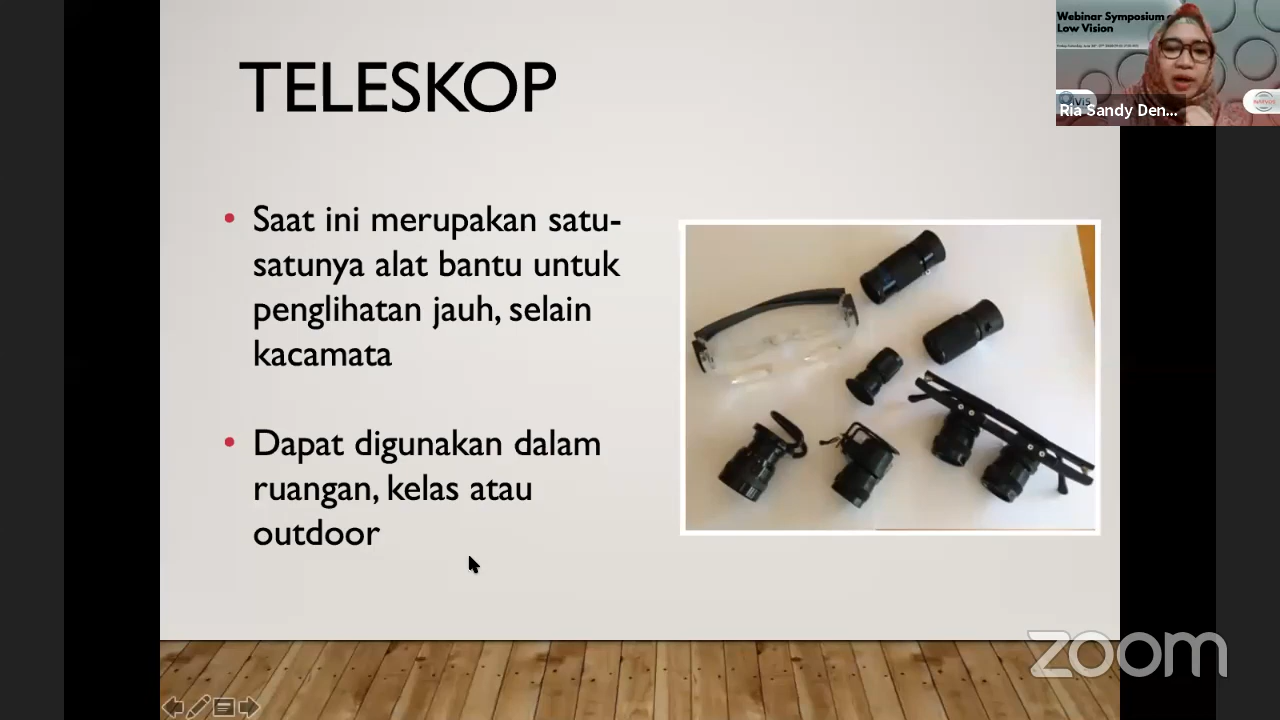 TELESKOP
• Saat ini merupakan satu-
satunya alat bantu untuk
penglihatan jauh, selain
kacamata
• Dapat digunakan dalam
ruangan, kelas atau
outdoor
Webinar Symposium
Low Vision
Ria Sandy Den...
zoom